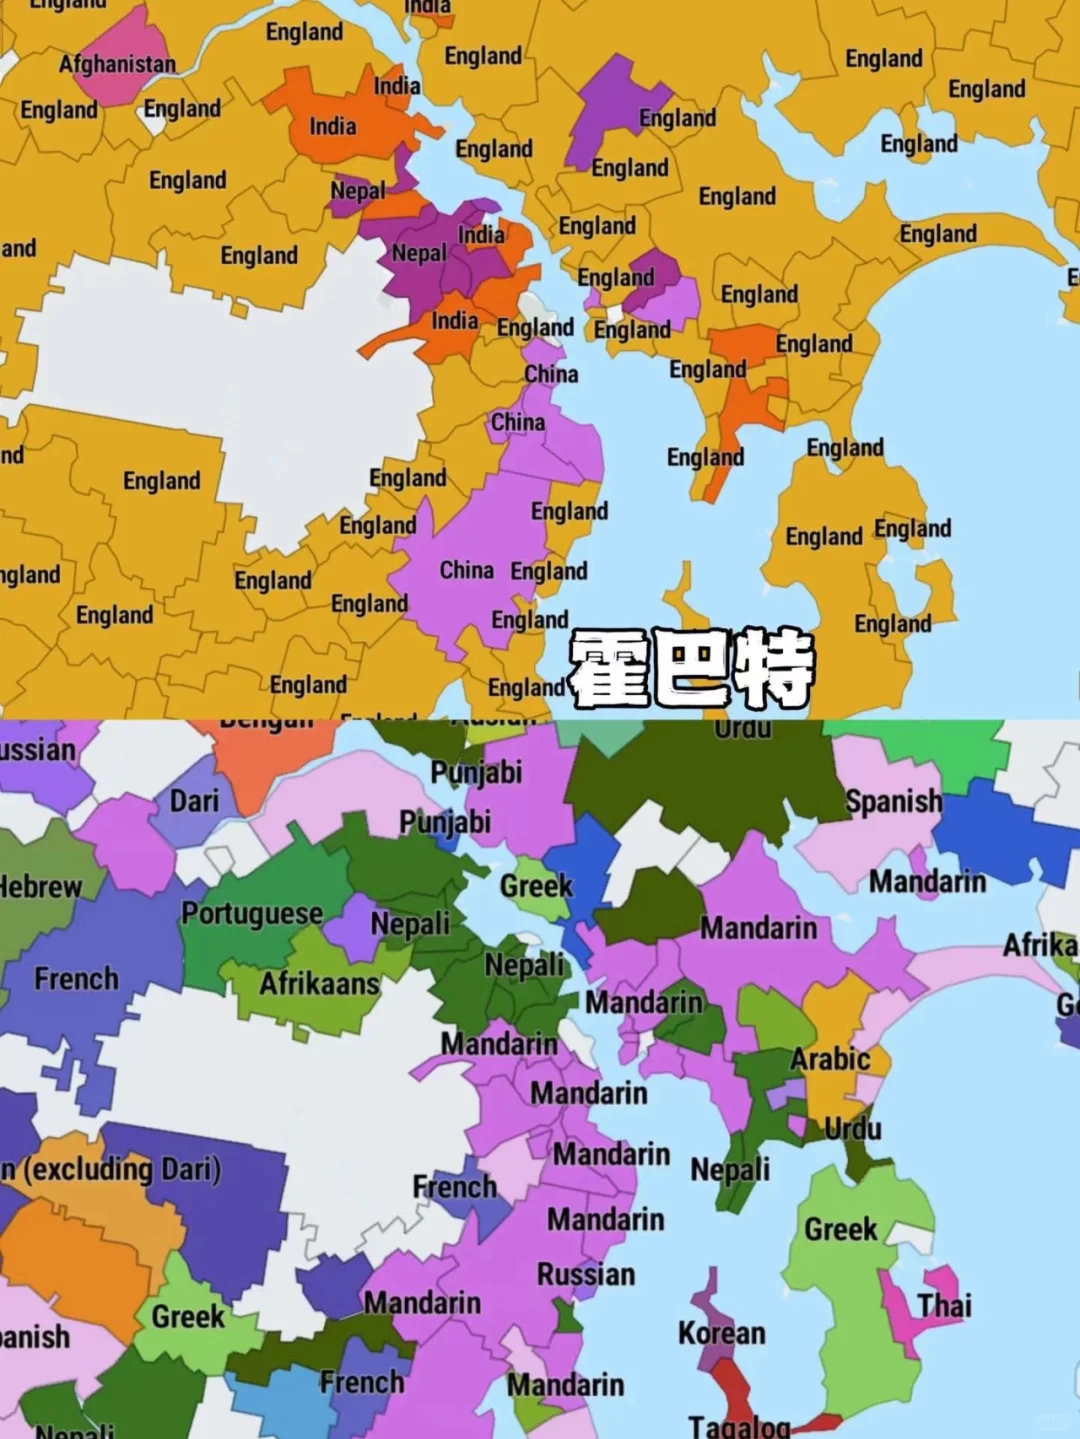 England
India
England
England
Afghanistan
England
England
India
England
England
England
India
England
England
England
England
England
Nepal
England
England
India
England
and
England
Nepal
England
E
England
India
England
England
England
England
China
England
China
England
England
nd
England
England
England
England
England
England
China
England
ngland
England
England
England
England
England
England
England
霍巴特
Bengali
England
Urdu
ussian
Punjabi
Dari
Spanish
Punjabi
Hebrew
Greek
Mandarin
Portuguese
Nepali
Mandarin
Afrika
French
Afrikaans
Nepali
Mandarin
Ge
Mandarin
Arabic
Mandarin
Urdu
Mandarin
n (excluding Dari)
Nepali
French
Mandarin
Greek
Russian
Mandarin
Thai
Greek
Korean
panish
French
Mandarin
Tagalog
Nepali